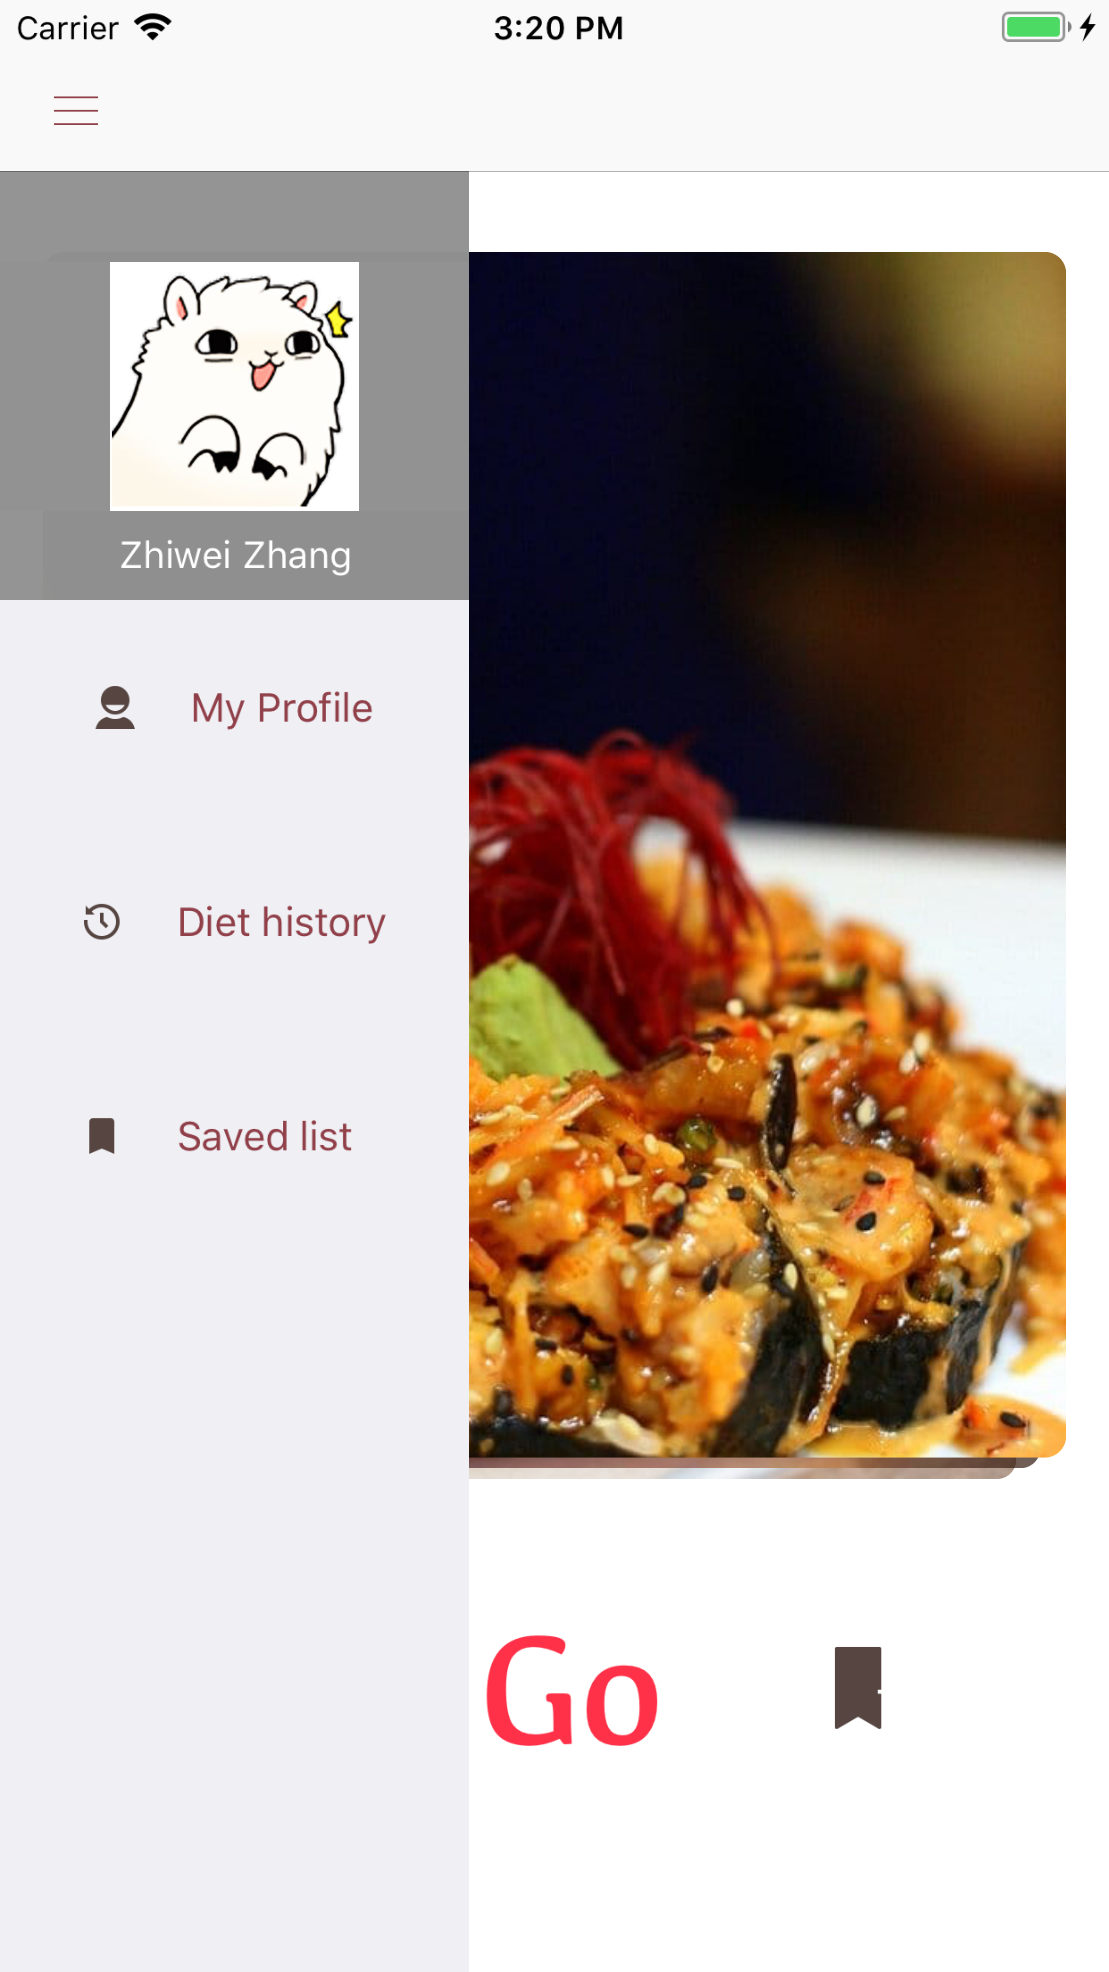 Carrier 3:20 PM
Zhiwei Zhang
My Profile
Diet history
Saved list
Go